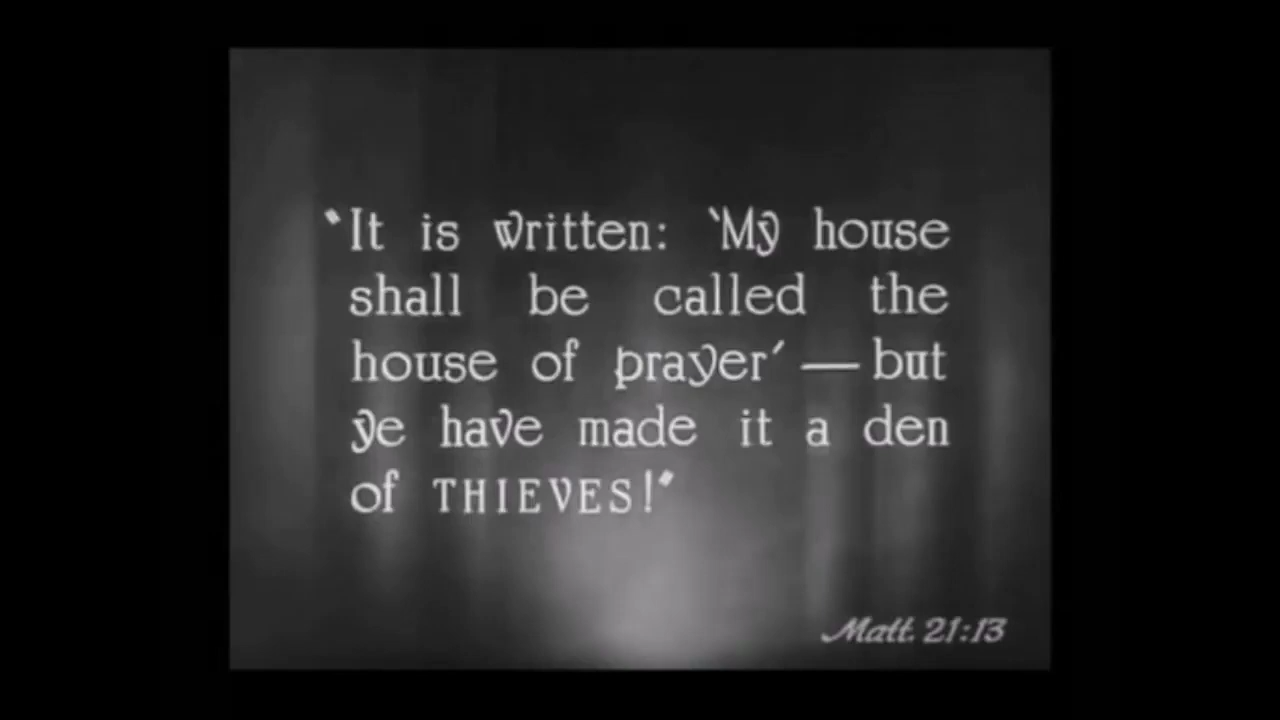 "It is written: 'My house
shall be called the
house of prayer' — but
ye have made it a den
of THIEVES!"
Matt. 21:13